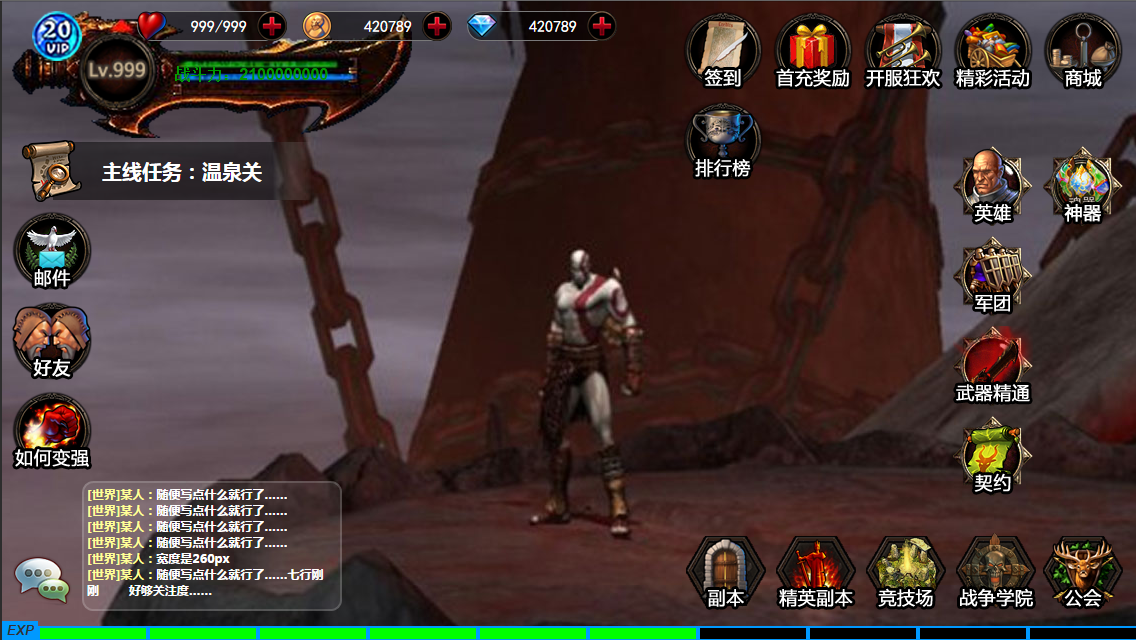 20
VIP
999/999
420789
420789
Lv.999
战斗力：2100000000
签到
首充奖励
开服狂欢
精彩活动
商城
排行榜
主线任务：温泉关
英雄
神器
邮件
军团
好友
武器精通
如何变强
契约
[世界]某人：随便写点什么就行了......
[世界]某人：随便写点什么就行了......
[世界]某人：随便写点什么就行了......
[世界]某人：随便写点什么就行了......
[世界]某人：宽度是260px
[世界]某人：随便写点什么就行了......七行刚
刚 好够关注度......
副本
精英副本
竞技场
战争学院
公会
EXP